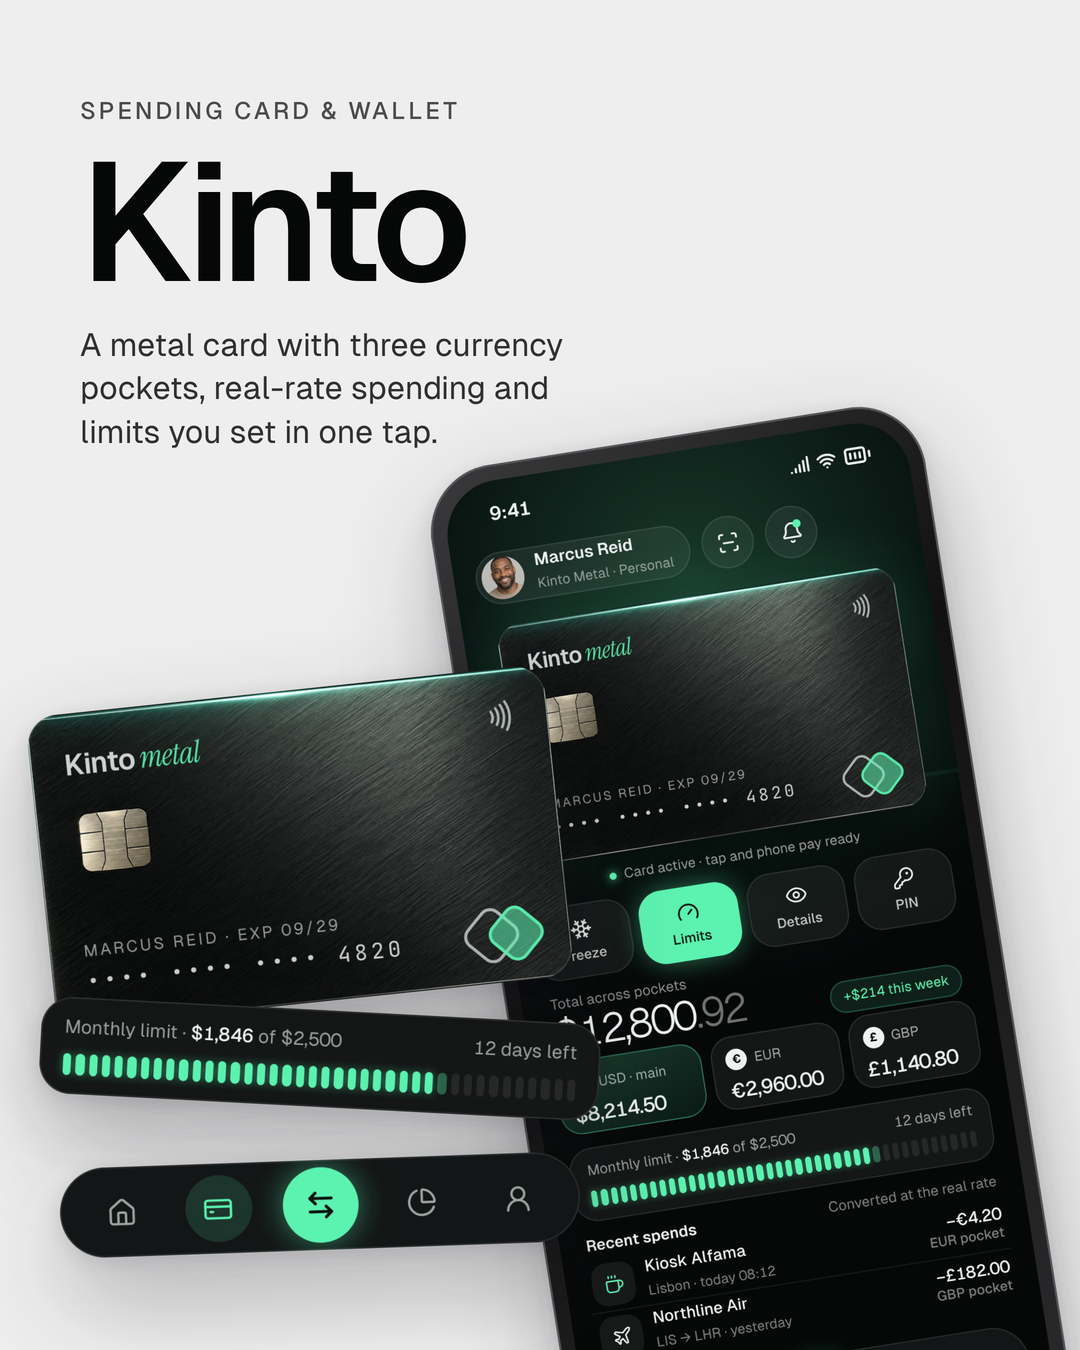 SPENDING CARD & WALLET
Kinto
A metal card with three currency
pockets, real-rate spending and
limits you set in one tap.
9:41
Marcus Reid
Kinto Metal · Personal
Kinto metal
MARCUS REID · EXP 09/29
•••• •••• •••• 4820
Kinto metal
MARCUS REID · EXP 09/29
•••• •••• •••• 4820
Card active · tap and phone pay ready
reeze
Limits
Details
PIN
Total across pockets
$12,800.92
+$214 this week
USD · main
$8,214.50
€ EUR
€2,960.00
£ GBP
£1,140.80
Monthly limit · $1,846 of $2,500
12 days left
Monthly limit · $1,846 of $2,500
12 days left
Recent spends
Converted at the real rate
Kiosk Alfama
Lisbon · today 08:12
−€4.20
EUR pocket
Northline Air
LIS → LHR · yesterday
−£182.00
GBP pocket